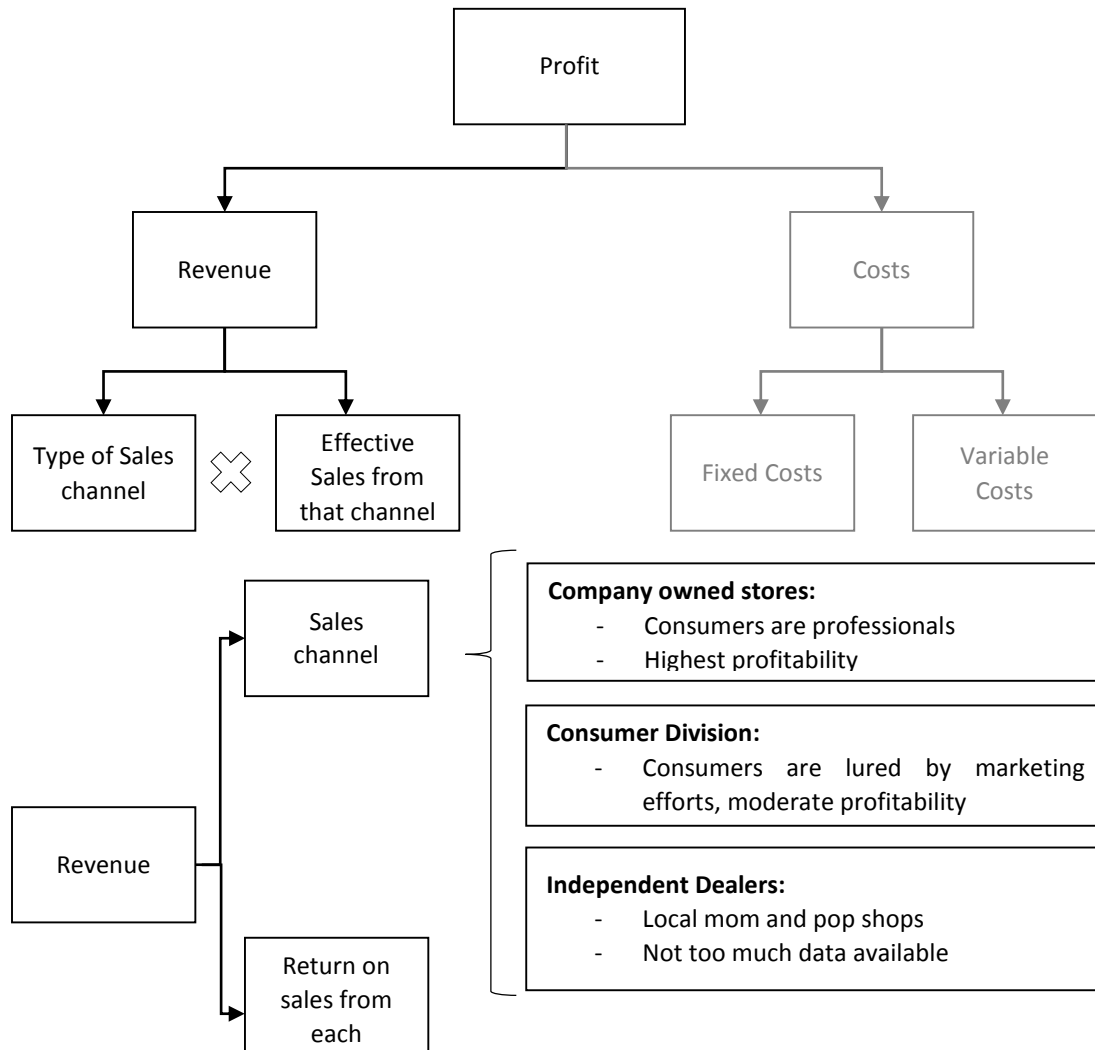 Profit
Revenue
Costs
Type of Sales
channel
Effective
Sales from
that channel
Fixed Costs
Variable
Costs
Sales
channel
Company owned stores:
- Consumers are professionals
- Highest profitability
Consumer Division:
- Consumers are lured by marketing
efforts, moderate profitability
Revenue
Independent Dealers:
- Local mom and pop shops
- Not too much data available
Return on
sales from
each